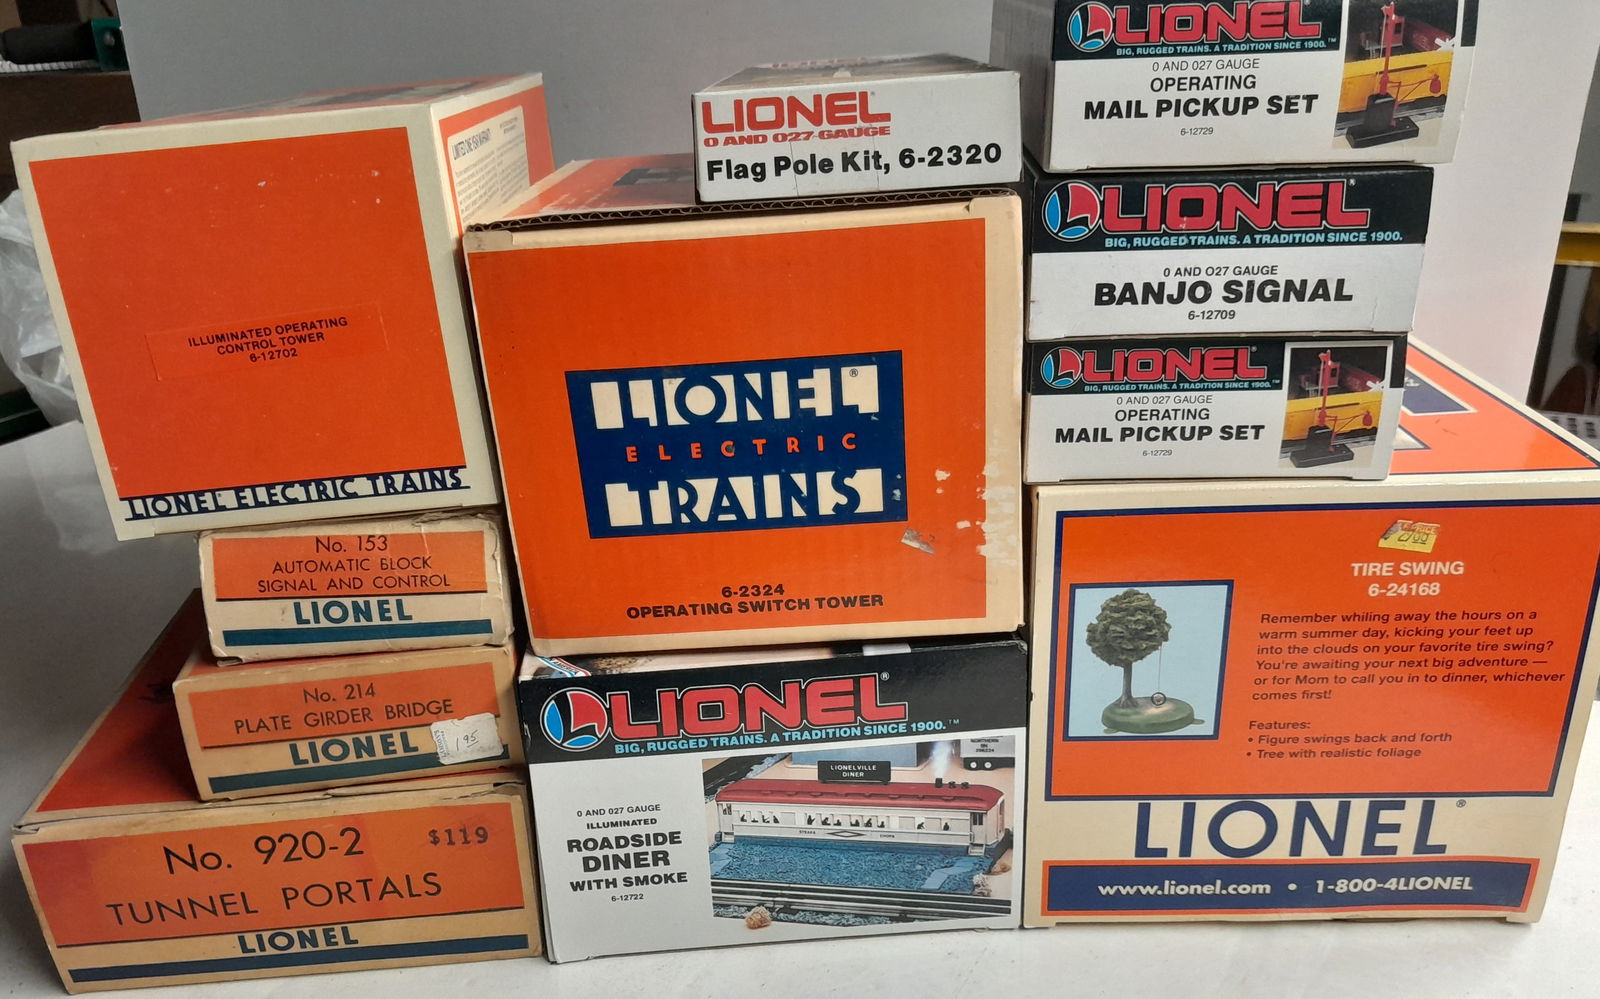 ILLUMINATED OPERATING
CONTROL TOWER
6-12702
LIONEL ELECTRIC TRAINS
No. 153
AUTOMATIC BLOCK
SIGNAL AND CONTROL
LIONEL
No. 214
PLATE GIRDER BRIDGE
LIONEL
195
No. 920-2
$119
TUNNEL PORTALS
LIONEL
LIONEL
O AND 027 GAUGE
Flag Pole Kit, 6-2320
LIONEL®
ELECTRIC
TRAINS
6-2324
OPERATING SWITCH TOWER
LIONEL®
BIG, RUGGED TRAINS. A TRADITION SINCE 1900.™
O AND 027 GAUGE
ILLUMINATED
ROADSIDE
DINER
WITH SMOKE
6-12722
LIONELVILLE
DINER
LIONEL®
BIG, RUGGED TRAINS. A TRADITION SINCE 1900.™
O AND 027 GAUGE
OPERATING
MAIL PICKUP SET
6-12729
LIONEL®
BIG, RUGGED TRAINS. A TRADITION SINCE 1900.
O AND O27 GAUGE
BANJO SIGNAL
6-12709
LIONEL®
BIG, RUGGED TRAINS. A TRADITION SINCE 1900.™
O AND 027 GAUGE
OPERATING
MAIL PICKUP SET
6-12729
TIRE SWING
6-24168
Remember whiling away the hours on a
warm summer day, kicking your feet up
into the clouds on your favorite tire swing?
You're awaiting your next big adventure —
or for Mom to call you in to dinner, whichever
comes first!
Features:
• Figure swings back and forth
• Tree with realistic foliage
LIONEL®
www.lionel.com • 1-800-4LIONEL